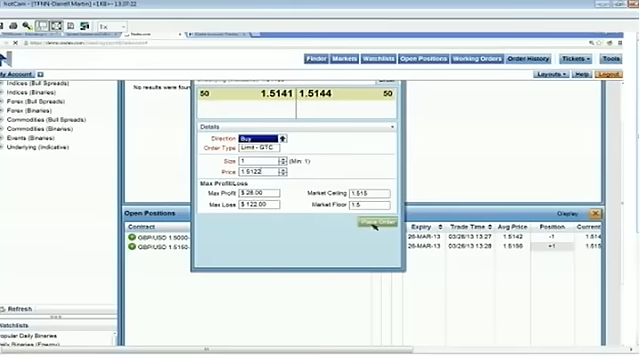 HotCam - [TFNN-Darrell Martin] - 13:27:22
1x
Finder Markets Watchlists Open Positions Working Orders Order History Tickets Tools
My Account
Layouts Help Logout
Indices (Bull Spreads)
Indices (Binaries)
Forex (Bull Spreads)
Forex (Binaries)
Commodities (Bull Spreads)
Commodities (Binaries)
Events (Binaries)
Underlying (Indicative)
No results were foun
50 1.5141 1.5144 50
Details
Direction Buy
Order Type Limit - GTC
Size 1 (Min: 1)
Price 1.5122
Max Profit/Loss
Max Profit $ 28.00 Market Ceiling 1.515
Max Loss $ 122.00 Market Floor 1.5
Place Order
Open Positions Display
Contract Expiry Trade Time Avg Price Position Current
GBP/USD 1.5000- 26-MAR-13 03/26/13 13:27 1.5142 -1 1.514
GBP/USD 1.5150- 26-MAR-13 03/26/13 13:26 1.5156 +1 1.515
Refresh
Watchlists
Popular Daily Binaries